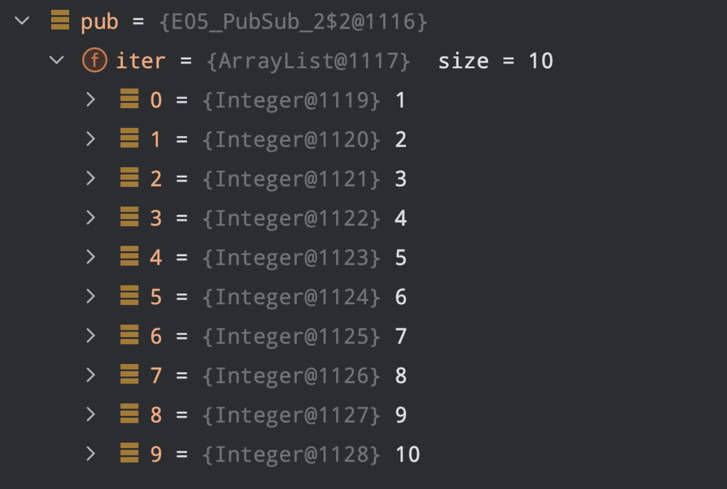 pub = {E05_PubSub_2$2@1116}
f iter = {ArrayList@1117} size = 10
0 = {Integer@1119} 1
1 = {Integer@1120} 2
2 = {Integer@1121} 3
3 = {Integer@1122} 4
4 = {Integer@1123} 5
5 = {Integer@1124} 6
6 = {Integer@1125} 7
7 = {Integer@1126} 8
8 = {Integer@1127} 9
9 = {Integer@1128} 10